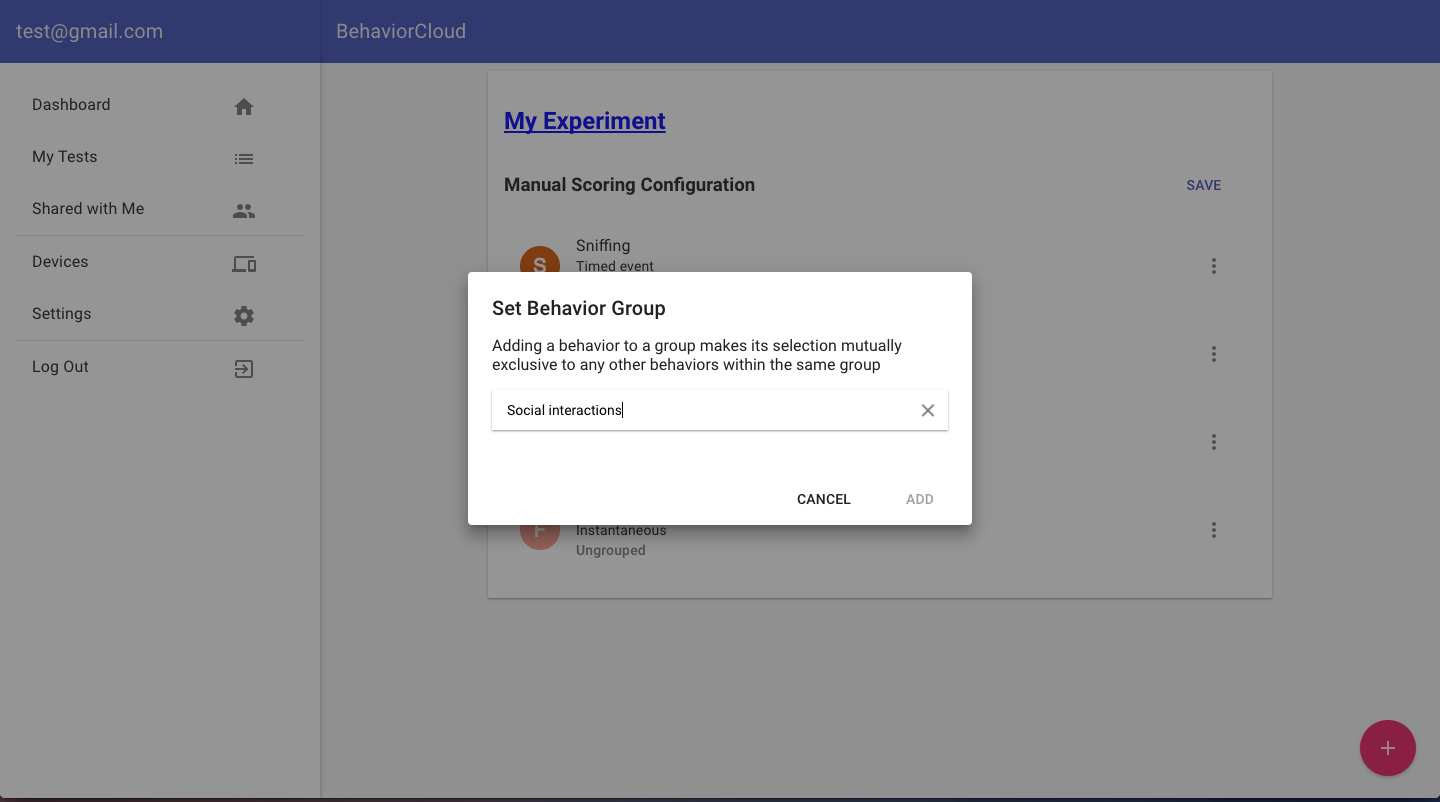 test@gmail.com
BehaviorCloud
Dashboard
My Tests
Shared with Me
Devices
Settings
Log Out
My Experiment
Manual Scoring Configuration
SAVE
S
Sniffing
Timed event
Set Behavior Group
Adding a behavior to a group makes its selection mutually
exclusive to any other behaviors within the same group
Social interactions
CANCEL
ADD
F
Instantaneous
Ungrouped